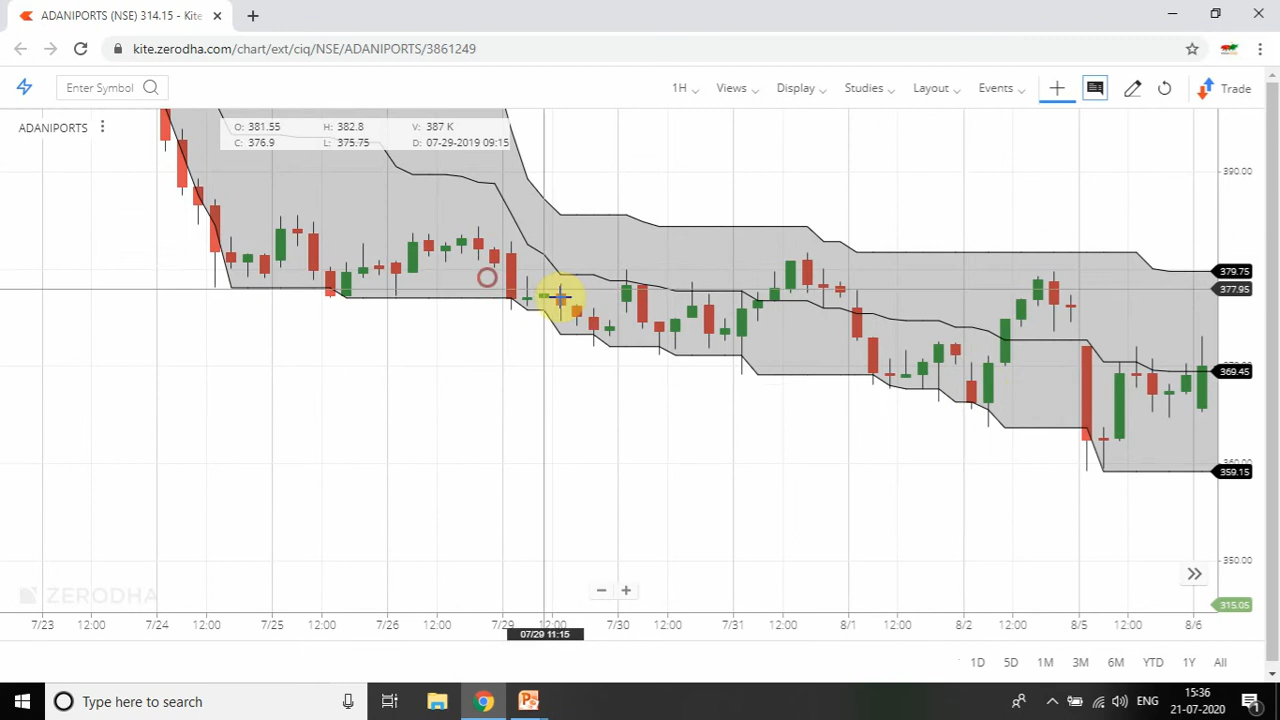 ADANIPORTS (NSE) 314.15 - Kite
kite.zerodha.com/chart/ext/ciq/NSE/ADANIPORTS/3861249
Enter Symbol
1H Views Display Studies Layout Events Trade
ADANIPORTS
O: 381.55 H: 382.8 V: 387 K
C: 376.9 L: 375.75 D: 07-29-2019 09:15
390.00
379.75
377.95
369.45
360.00
359.15
350.00
315.05
ZERODHA
7/23 12:00 7/24 12:00 7/25 12:00 7/26 12:00 7/29 12:00 7/30 12:00 7/31 12:00 8/1 12:00 8/2 12:00 8/5 12:00 8/6
07/29 11:15
1D 5D 1M 3M 6M YTD 1Y All
Type here to search
ENG
15:36
21-07-2020
1